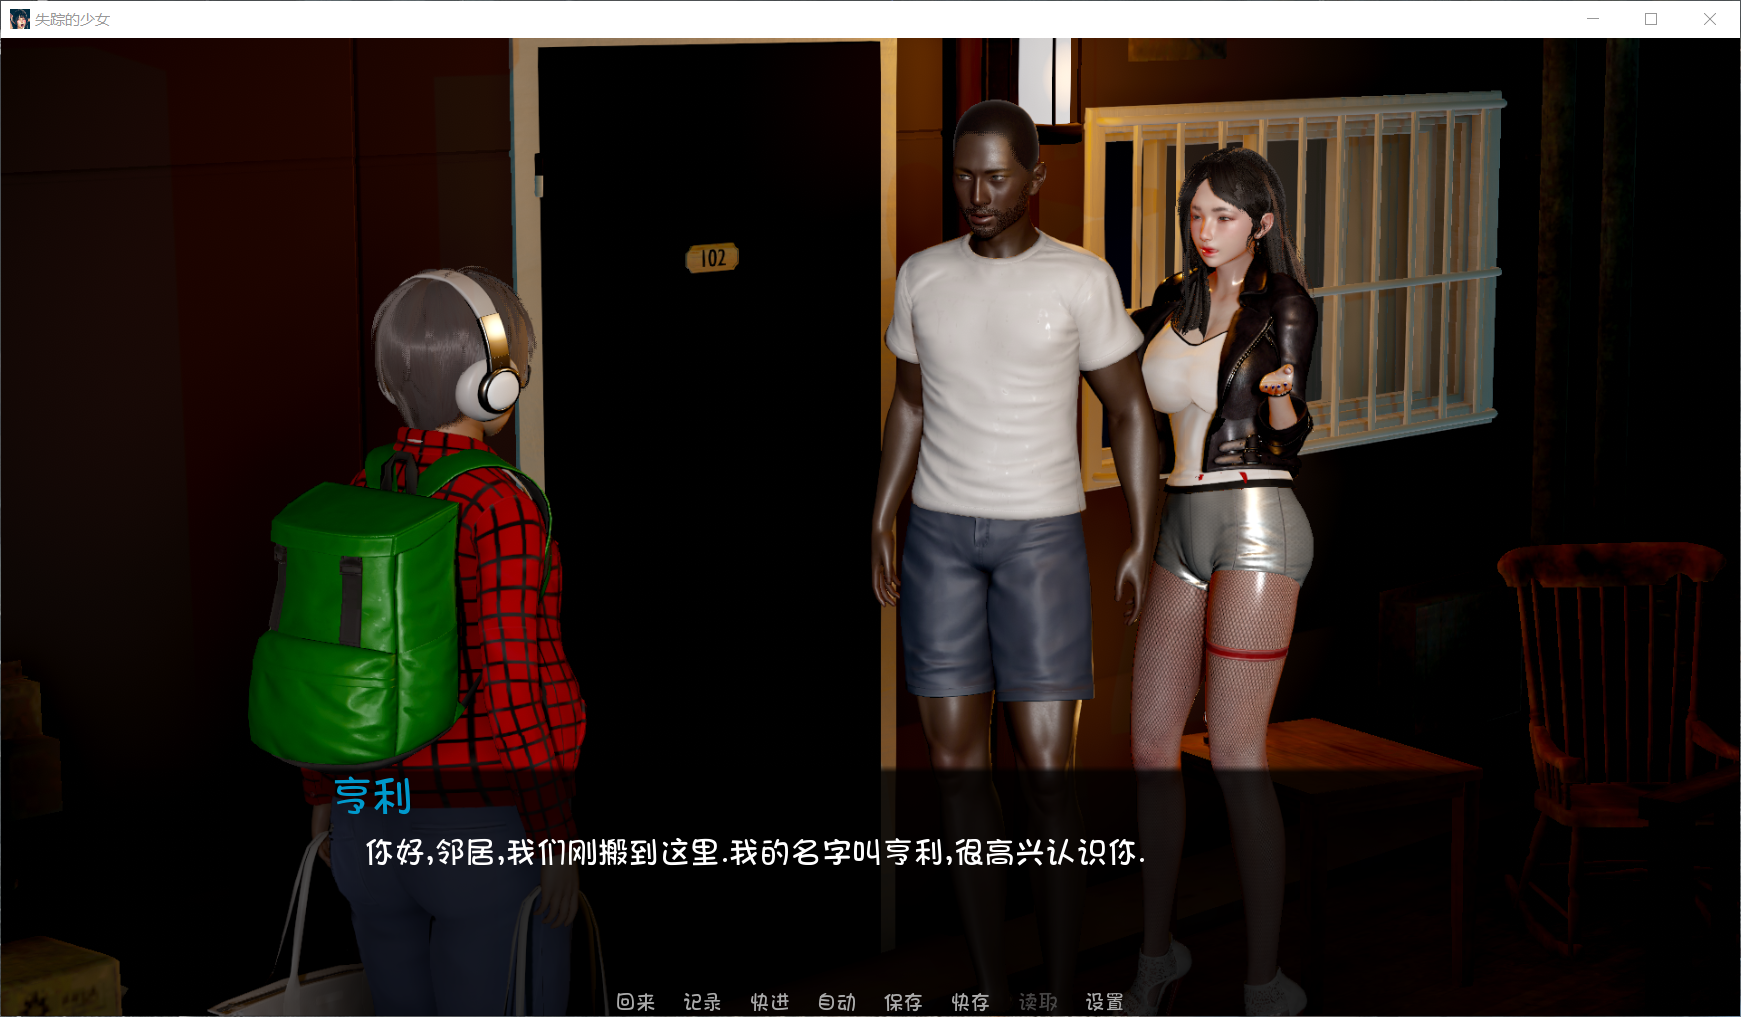 失踪的少女
102
亨利
你好,邻居,我们刚搬到这里.我的名字叫亨利,很高兴认识你.
回来 记录 快进 自动 保存 快存 读取 设置